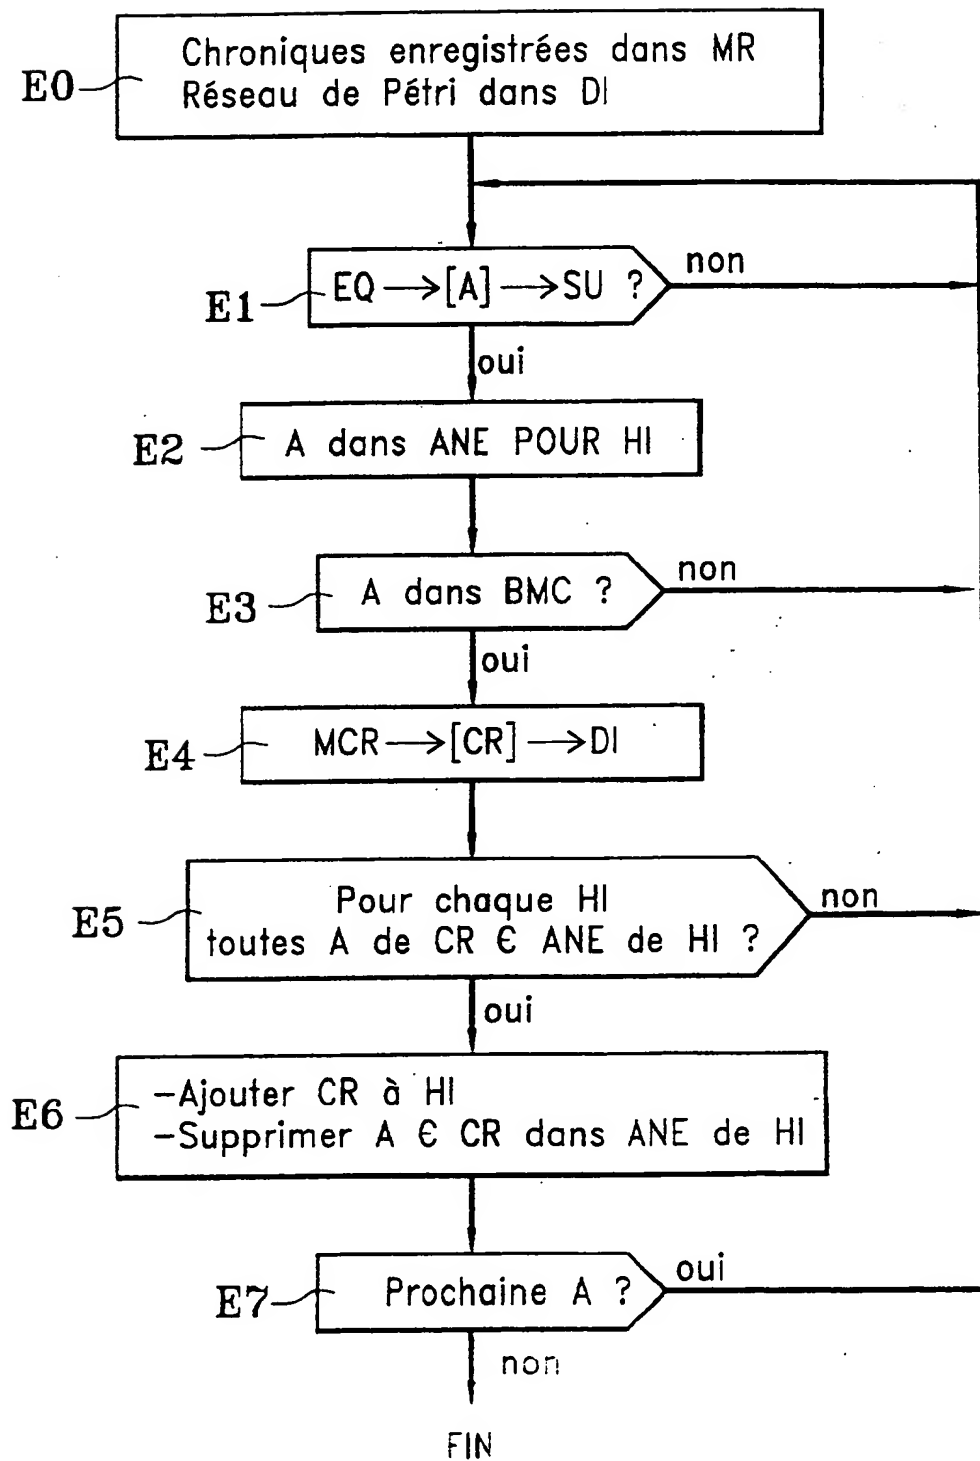 Chroniques enregistrées dans MR
E0
Réseau de Pétri dans DI
EQ → [A] → SU ?
non
E1
oui
E2
A dans ANE POUR HI
E3
A dans BMC ?
non
oui
E4
MCR → [CR] → DI
Pour chaque HI
non
E5
toutes A de CR Є ANE de HI ?
oui
E6
-Ajouter CR à HI
-Supprimer A Є CR dans ANE de HI
E7
Prochaine A ?
oui
non
FIN